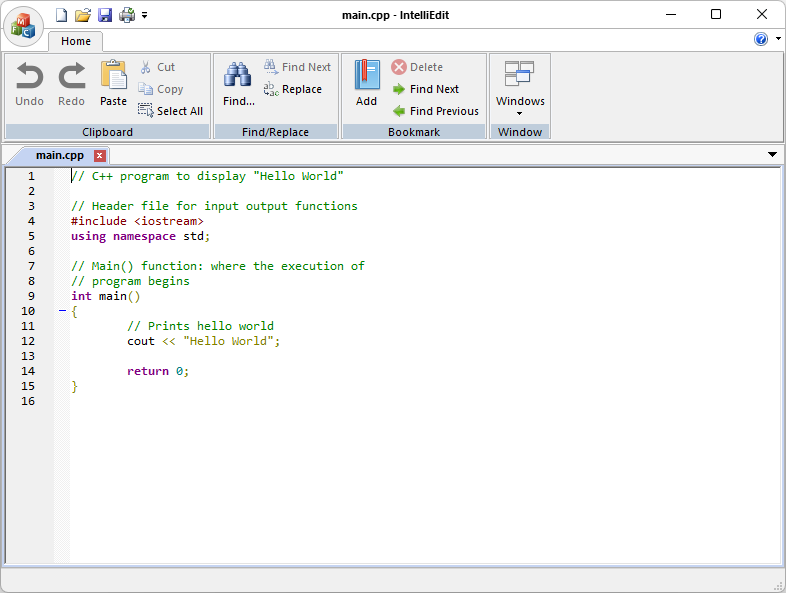 main.cpp - IntelliEdit
Home
Undo Redo Paste Cut
Copy
Select All
Clipboard
Find... Find Next
Replace
Find/Replace
Add Delete
Find Next
Find Previous
Bookmark
Windows
Window
main.cpp
1 // C++ program to display "Hello World"
2
3 // Header file for input output functions
4 #include <iostream>
5 using namespace std;
6
7 // Main() function: where the execution of
8 // program begins
9 int main()
10 {
11 // Prints hello world
12 cout << "Hello World";
13
14 return 0;
15 }
16